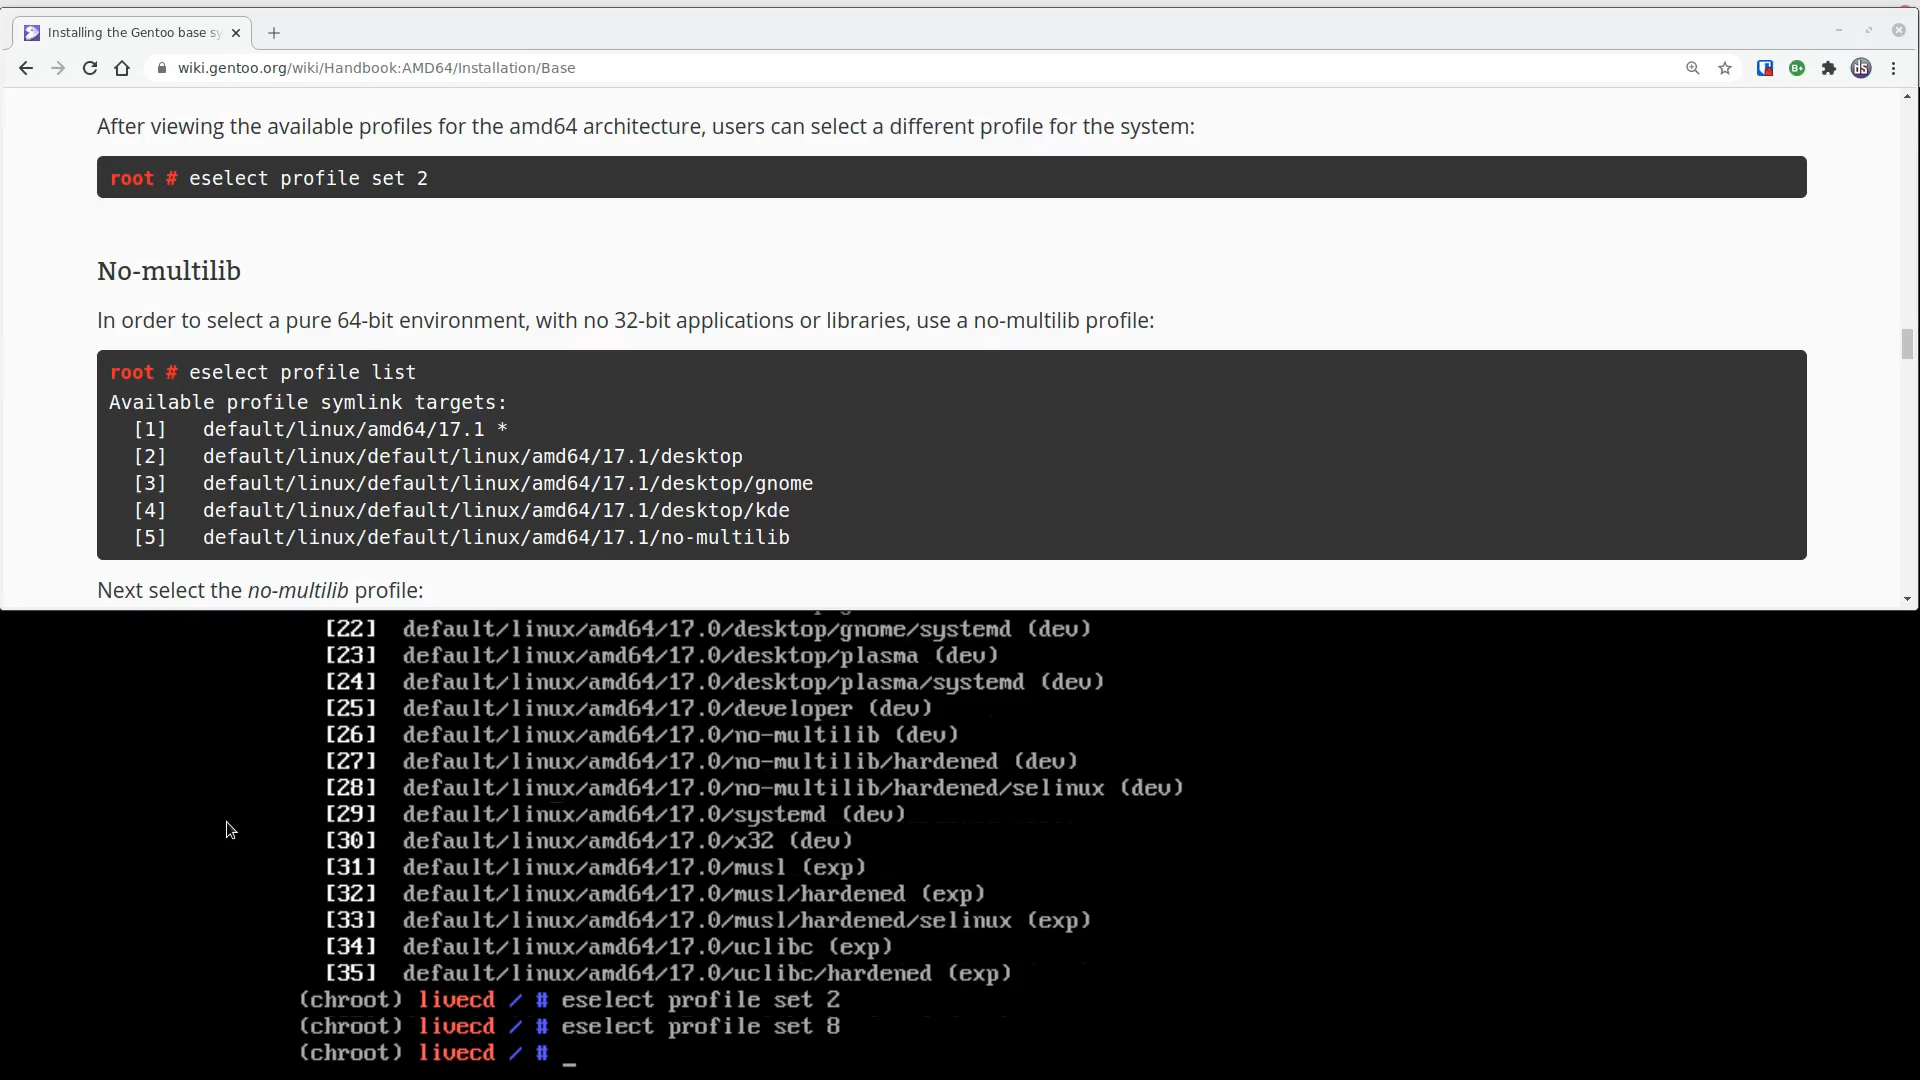 Installing the Gentoo base sy
wiki.gentoo.org/wiki/Handbook:AMD64/Installation/Base
After viewing the available profiles for the amd64 architecture, users can select a different profile for the system:
root # eselect profile set 2
No-multilib
In order to select a pure 64-bit environment, with no 32-bit applications or libraries, use a no-multilib profile:
root # eselect profile list
Available profile symlink targets:
[1] default/linux/amd64/17.1 *
[2] default/linux/default/linux/amd64/17.1/desktop
[3] default/linux/default/linux/amd64/17.1/desktop/gnome
[4] default/linux/default/linux/amd64/17.1/desktop/kde
[5] default/linux/default/linux/amd64/17.1/no-multilib
Next select the no-multilib profile:
[22] default/linux/amd64/17.0/desktop/gnome/systemd (dev)
[23] default/linux/amd64/17.0/desktop/plasma (dev)
[24] default/linux/amd64/17.0/desktop/plasma/systemd (dev)
[25] default/linux/amd64/17.0/developer (dev)
[26] default/linux/amd64/17.0/no-multilib (dev)
[27] default/linux/amd64/17.0/no-multilib/hardened (dev)
[28] default/linux/amd64/17.0/no-multilib/hardened/selinux (dev)
[29] default/linux/amd64/17.0/systemd (dev)
[30] default/linux/amd64/17.0/x32 (dev)
[31] default/linux/amd64/17.0/musl (exp)
[32] default/linux/amd64/17.0/musl/hardened (exp)
[33] default/linux/amd64/17.0/musl/hardened/selinux (exp)
[34] default/linux/amd64/17.0/uclibc (exp)
[35] default/linux/amd64/17.0/uclibc/hardened (exp)
(chroot) livecd / # eselect profile set 2
(chroot) livecd / # eselect profile set 8
(chroot) livecd / # _